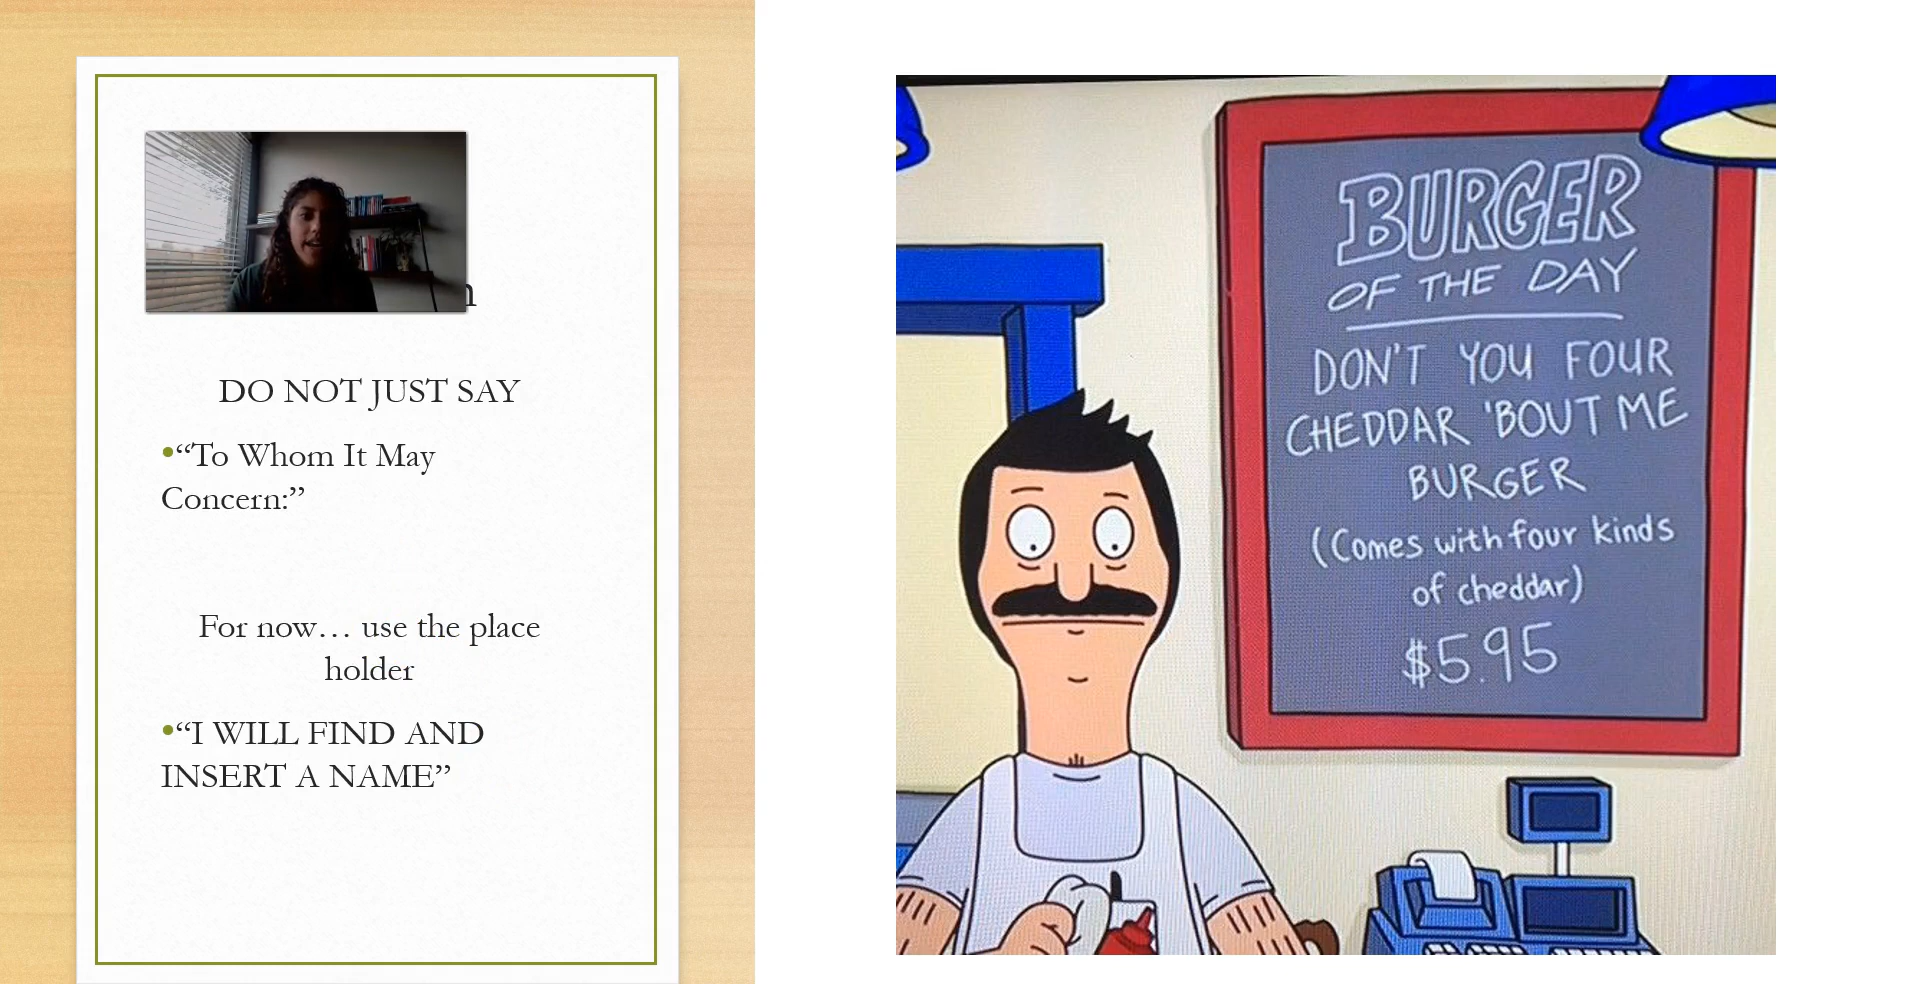 DO NOT JUST SAY
•“To Whom It May
Concern:”
For now… use the place
holder
•“I WILL FIND AND
INSERT A NAME”
BURGER
OF THE DAY
DON'T YOU FOUR
CHEDDAR 'BOUT ME
BURGER
(Comes with four kinds
of cheddar)
$5.95